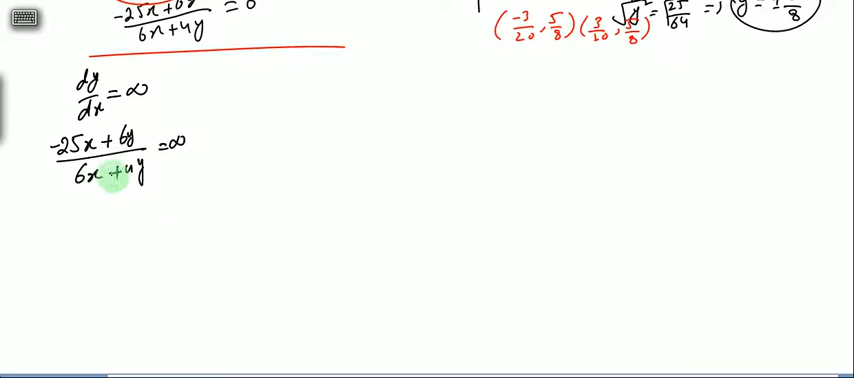 -25x+6y / 6x+4y = 0
√y² = √25/64 =; y = ± 5/8
(-3/20, 5/8) (3/10, 5/8)
dy/dx = ∞
-25x+6y / 6x+4y = ∞